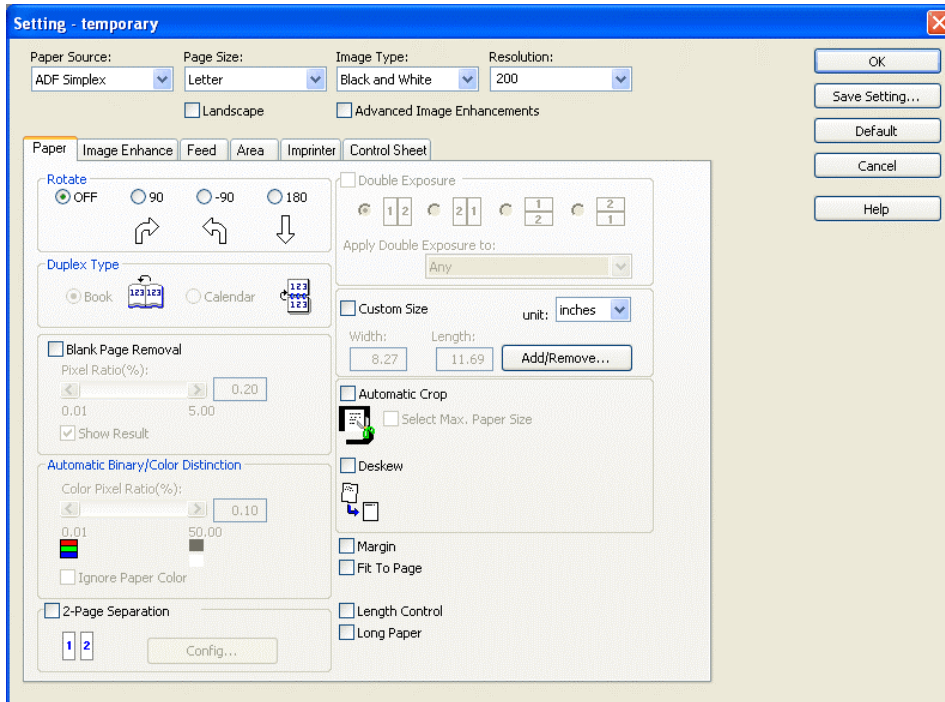 Setting - temporary
Paper Source: Page Size: Image Type: Resolution:
ADF Simplex Letter Black and White 200
Landscape Advanced Image Enhancements
OK
Save Setting...
Default
Cancel
Help
Paper Image Enhance Feed Area Imprinter Control Sheet
Rotate
OFF 90 -90 180
Duplex Type
Book 123 123 Calendar 123 123
Blank Page Removal
Pixel Ratio(%):
0.20
0.01 5.00
Show Result
Automatic Binary/Color Distinction
Color Pixel Ratio(%):
0.10
0.01 50.00
Ignore Paper Color
2-Page Separation
1 2 Config...
Double Exposure
1 2 2 1 1 2 2 1
Apply Double Exposure to:
Any
Custom Size unit: inches
Width: Length:
8.27 11.69 Add/Remove...
Automatic Crop
Select Max. Paper Size
Deskew
Margin
Fit To Page
Length Control
Long Paper